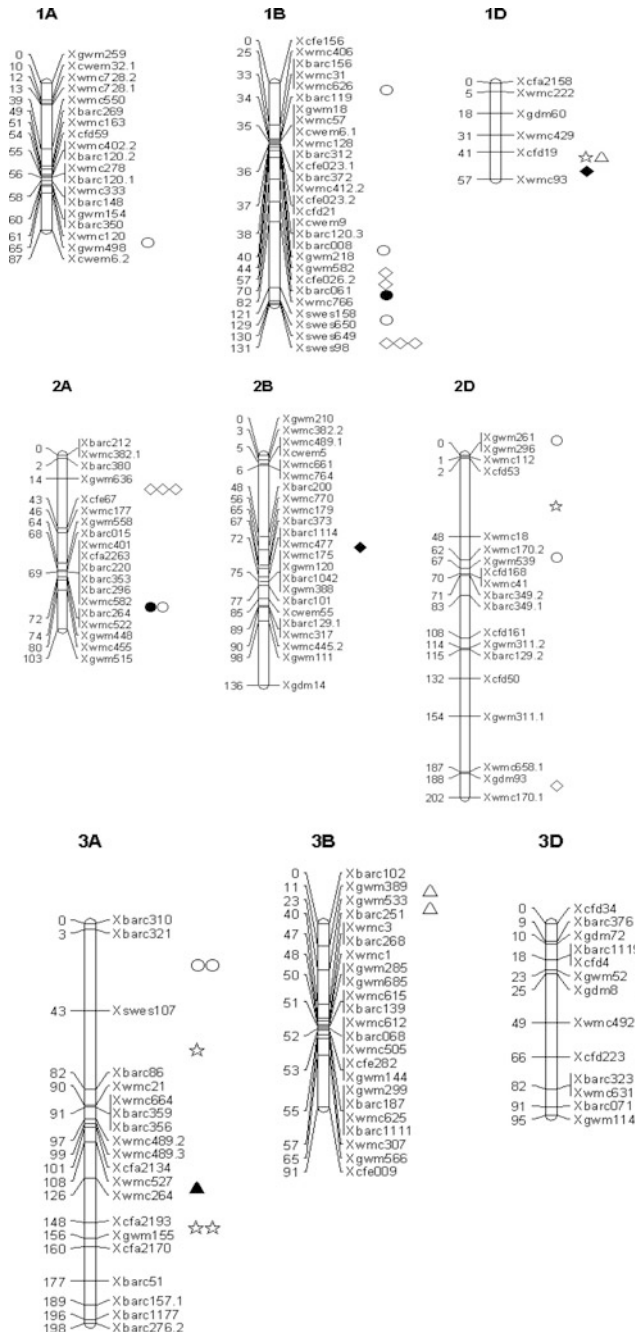 1A
0 Xgwm259
10 Xcwem32.1
12 Xwmc728.2
13 Xwmc728.1
39 Xwmc550
49 Xbarc269
51 Xwmc163
54 Xcfd59
Xwmc402.2
55 Xbarc120.2
Xwmc278
56 Xbarc120.1
Xwmc333
58 Xbarc148
Xgwm154
60 Xbarc350
61 Xwmc120
65 Xgwm498
87 Xcwem6.2
1B
0 Xcfe156
25 Xwmc406
Xbarc156
33 Xwmc31
Xwmc626
34 Xbarc119
Xgwm18
Xwmc57
35 Xcwem6.1
Xwmc128
Xbarc312
36 Xcfe023.1
Xbarc372
Xwmc412.2
37 Xcfe023.2
Xcfd21
Xcwem9
38 Xbarc120.3
Xbarc008
40 Xgwm218
44 Xgwm582
57 Xcfe026.2
70 Xbarc061
82 Xwmc766
121 Xswes158
129 Xswes650
130 Xswes649
131 Xswes98
1D
0 Xcfa2158
5 Xwmc222
18 Xgdm60
31 Xwmc429
41 Xcfd19
57 Xwmc93
2A
Xbarc212
0 Xwmc382.1
2 Xbarc380
14 Xgwm636
43 Xcfe67
46 Xwmc177
64 Xgwm558
68 Xbarc015
Xwmc401
Xcfa2263
69 Xbarc220
Xbarc353
Xbarc296
Xwmc582
Xbarc264
72 Xwmc522
74 Xgwm448
80 Xwmc455
103 Xgwm515
2B
0 Xgwm210
3 Xwmc382.2
Xwmc489.1
5 Xcwem5
Xwmc661
6 Xwmc764
48 Xbarc200
56 Xwmc770
65 Xwmc179
67 Xbarc373
Xbarc1114
72 Xwmc477
Xwmc175
75 Xgwm120
Xbarc1042
Xgwm388
77 Xbarc101
85 Xcwem55
Xbarc129.1
89 Xwmc317
90 Xwmc445.2
98 Xgwm111
136 Xgdm14
2D
Xgwm261
0 Xgwm296
1 Xwmc112
2 Xcfd53
48 Xwmc18
62 Xwmc170.2
67 Xgwm539
Xcfd168
70 Xwmc41
71 Xbarc349.2
83 Xbarc349.1
108 Xcfd161
114 Xgwm311.2
115 Xbarc129.2
132 Xcfd50
154 Xgwm311.1
187 Xwmc658.1
188 Xgdm93
202 Xwmc170.1
3A
0 Xbarc310
3 Xbarc321
43 Xswes107
82 Xbarc86
90 Xwmc21
Xwmc664
91 Xbarc359
Xbarc356
97 Xwmc489.2
99 Xwmc489.3
101 Xcfa2134
108 Xwmc527
126 Xwmc264
148 Xcfa2193
156 Xgwm155
160 Xcfa2170
177 Xbarc51
189 Xbarc157.1
196 Xbarc1177
198 Xbarc276.2
3B
0 Xbarc102
11 Xgwm389
23 Xgwm533
40 Xbarc251
Xwmc3
47 Xbarc268
48 Xwmc1
Xgwm285
50 Xgwm685
Xwmc615
51 Xbarc139
Xwmc612
52 Xbarc068
Xwmc505
53 Xcfe282
Xgwm144
Xgwm299
55 Xbarc187
Xwmc625
Xbarc1111
57 Xwmc307
65 Xgwm566
91 Xcfe009
3D
0 Xcfd34
9 Xbarc376
10 Xgdm72
Xbarc1119
18 Xcfd4
23 Xgwm52
25 Xgdm8
49 Xwmc492
66 Xcfd223
Xbarc323
82 Xwmc631
91 Xbarc071
95 Xgwm114